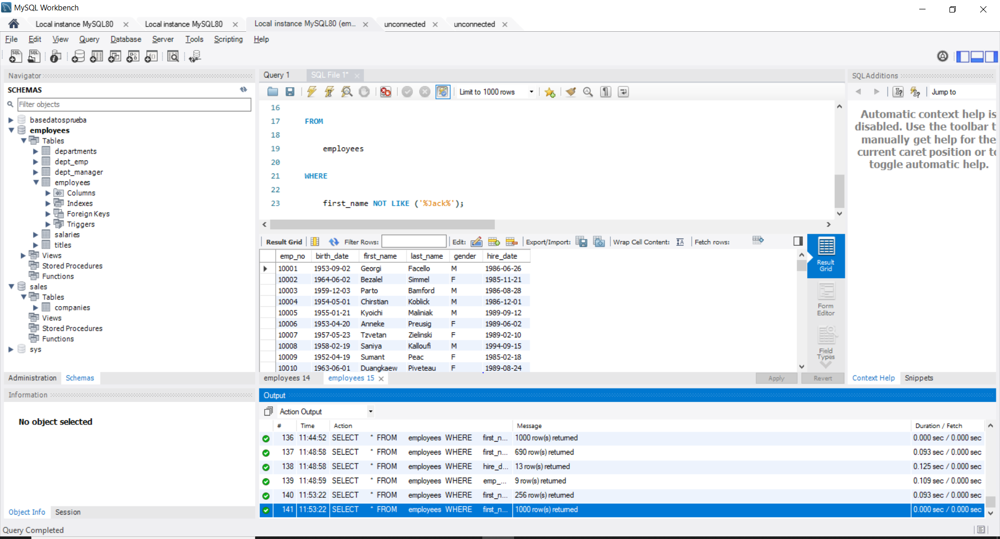 MySQL Workbench
Local instance MySQL80
Local instance MySQL80
Local instance MySQL80 (em...
unconnected
unconnected
File Edit View Query Database Server Tools Scripting Help
Navigator
SCHEMAS
Filter objects
basedatosprueba
employees
Tables
departments
dept_emp
dept_manager
employees
Columns
Indexes
Foreign Keys
Triggers
salaries
titles
Views
Stored Procedures
Functions
sales
Tables
companies
Views
Stored Procedures
Functions
sys
Administration Schemas
Information
No object selected
Object Info Session
Query 1 SQL File 1*
Limit to 1000 rows
16
17 FROM
18
19 employees
20
21 WHERE
22
23 first_name NOT LIKE ('%Jack%');
Result Grid Filter Rows: Edit: Export/Import: Wrap Cell Content: Fetch rows:
emp_no birth_date first_name last_name gender hire_date
10001 1953-09-02 Georgi Facello M 1986-06-26
10002 1964-06-02 Bezalel Simmel F 1985-11-21
10003 1959-12-03 Parto Bamford M 1986-08-28
10004 1954-05-01 Chirstian Koblick M 1986-12-01
10005 1955-01-21 Kyoichi Maliniak M 1989-09-12
10006 1953-04-20 Anneke Preusig F 1989-06-02
10007 1957-05-23 Tzvetan Zielinski F 1989-02-10
10008 1958-02-19 Saniya Kalloufi M 1994-09-15
10009 1952-04-19 Sumant Peac F 1985-02-18
10010 1963-06-01 Duangkaew Piveteau F 1989-08-24
Result
Grid
Form
Editor
Field
Types
employees 14 employees 15 Apply Revert
SQLAdditions
Jump to
Automatic context help is
disabled. Use the toolbar t
manually get help for the
current caret position or to
toggle automatic help.
Context Help Snippets
Output
Action Output
# Time Action Message Duration / Fetch
136 11:44:52 SELECT * FROM employees WHERE first_n... 1000 row(s) returned 0.000 sec / 0.000 sec
137 11:48:58 SELECT * FROM employees WHERE first_n... 690 row(s) returned 0.093 sec / 0.000 sec
138 11:48:58 SELECT * FROM employees WHERE hire_d... 13 row(s) returned 0.125 sec / 0.000 sec
139 11:48:59 SELECT * FROM employees WHERE emp_... 9 row(s) returned 0.109 sec / 0.000 sec
140 11:53:22 SELECT * FROM employees WHERE first_n... 256 row(s) returned 0.093 sec / 0.000 sec
141 11:53:22 SELECT * FROM employees WHERE first_n... 1000 row(s) returned 0.000 sec / 0.000 sec
Query Completed